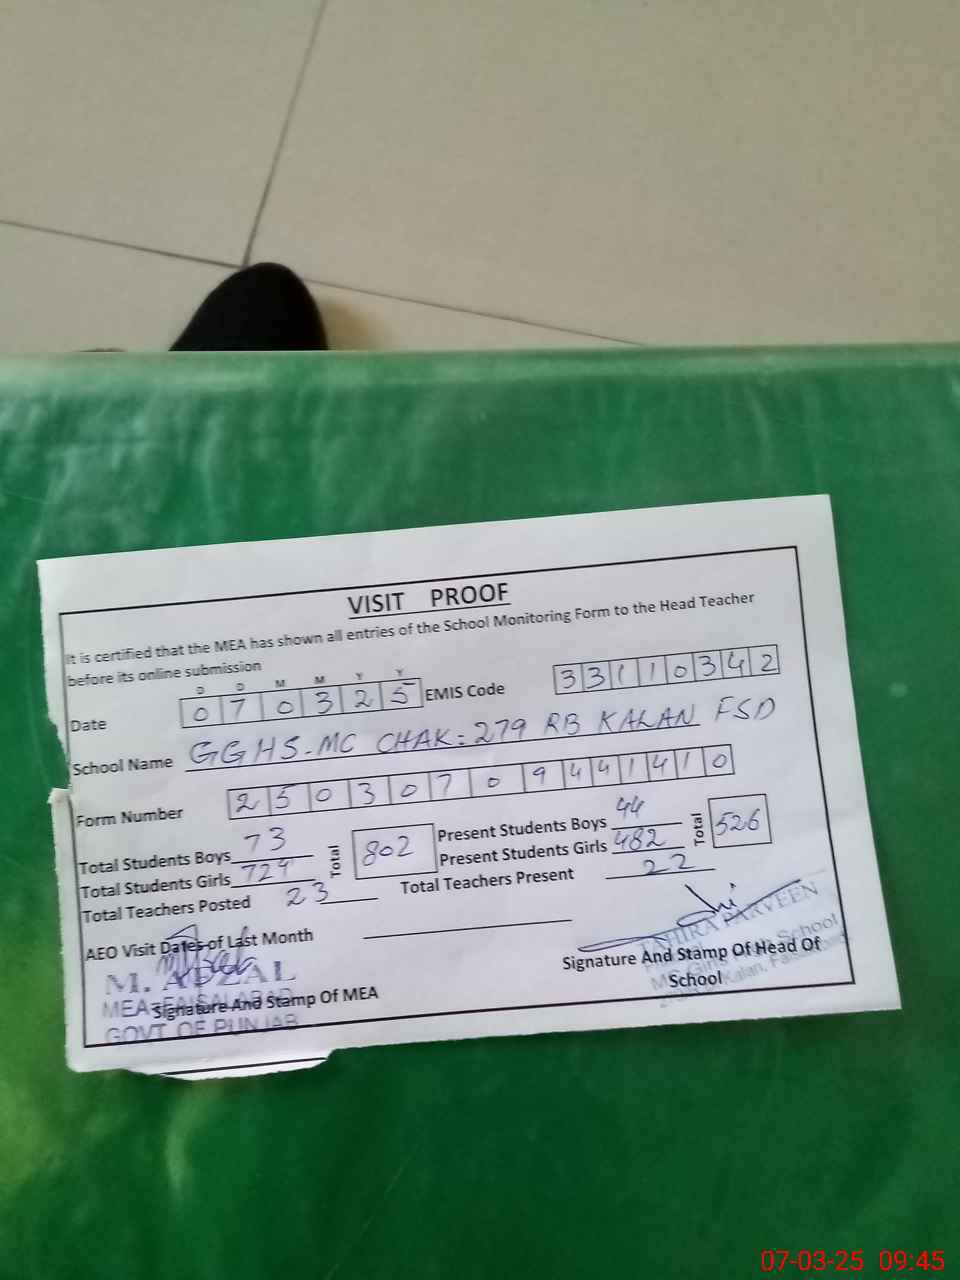 VISIT PROOF
It is certified that the MEA has shown all entries of the School Monitoring Form to the Head Teacher
before its online submission
D D M M Y Y
Date 0 7 0 3 2 5 EMIS Code 3 3 1 1 0 3 4 2
School Name GGHS-MC CHAK: 279 RB KALAN FSD
Form Number 2 5 0 3 0 7 0 9 4 4 1 4 1 0
Total Students Boys 73 Total 802 Present Students Boys 44 Total 526
Total Students Girls 729 Present Students Girls 482
Total Teachers Posted 23 Total Teachers Present 22
AEO Visit Dates of Last Month
M. AFZAL
MEA-FAISALABAD
GOVT OF PUNJAB
Signature And Stamp Of MEA
TAHIRA PARVEEN
Signature And Stamp Of Head Of
School
MC Girls School
Kalan,
07-03-25 09:45